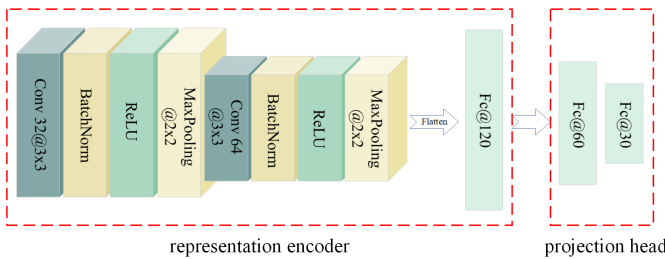 Conv 32@3x3
BatchNorm
ReLU
MaxPooling
@2x2
Conv 64
@3x3
BatchNorm
ReLU
MaxPooling
@2x2
Flatten
Fc@120
Fc@60
Fc@30
representation encoder
projection head